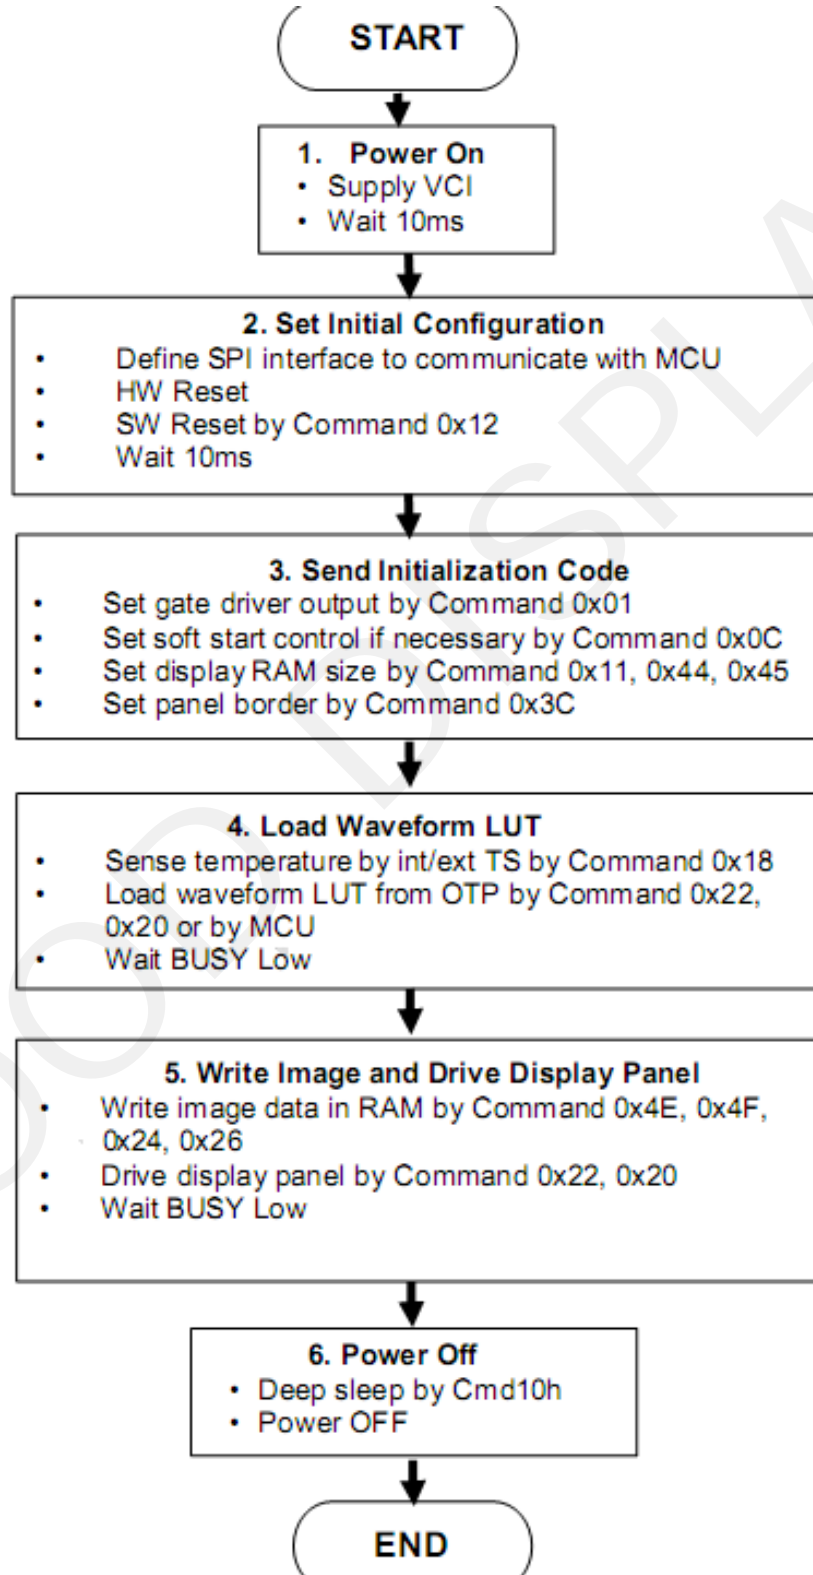 START
1. Power On
• Supply VCI
• Wait 10ms
2. Set Initial Configuration
• Define SPI interface to communicate with MCU
• HW Reset
• SW Reset by Command 0x12
• Wait 10ms
3. Send Initialization Code
• Set gate driver output by Command 0x01
• Set soft start control if necessary by Command 0x0C
• Set display RAM size by Command 0x11, 0x44, 0x45
• Set panel border by Command 0x3C
4. Load Waveform LUT
• Sense temperature by int/ext TS by Command 0x18
• Load waveform LUT from OTP by Command 0x22,
0x20 or by MCU
• Wait BUSY Low
5. Write Image and Drive Display Panel
• Write image data in RAM by Command 0x4E, 0x4F,
0x24, 0x26
• Drive display panel by Command 0x22, 0x20
• Wait BUSY Low
6. Power Off
• Deep sleep by Cmd10h
• Power OFF
END
OOD DISPLA